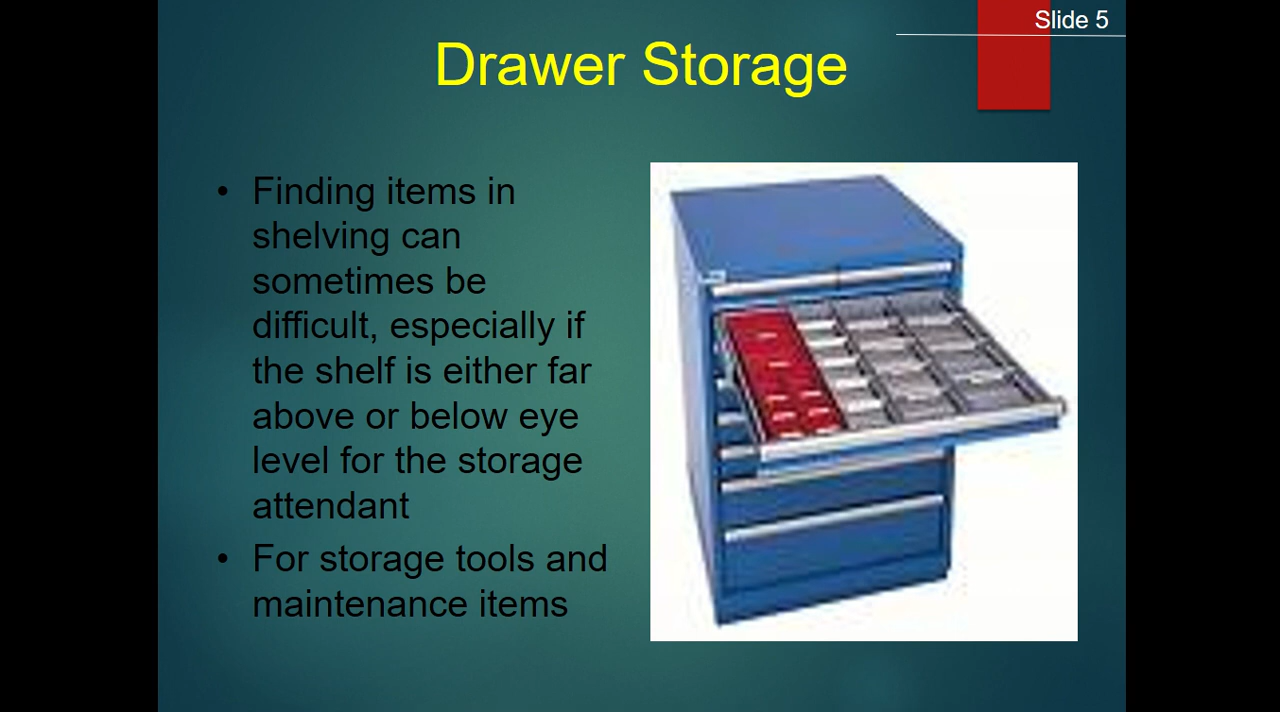 Slide 5
Drawer Storage
• Finding items in
shelving can
sometimes be
difficult, especially if
the shelf is either far
above or below eye
level for the storage
attendant
• For storage tools and
maintenance items